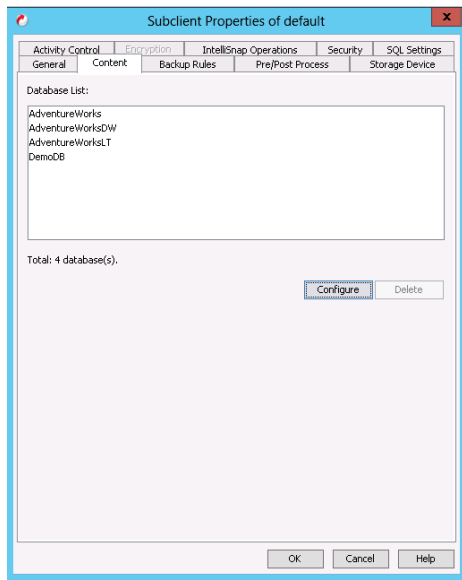 Subclient Properties of default
x
Activity Control Encryption IntelliSnap Operations Security SQL Settings
General Content Backup Rules Pre/Post Process Storage Device
Database List:
AdventureWorks
AdventureWorksDW
AdventureWorksLT
DemoDB
Total: 4 database(s).
Configure Delete
OK Cancel Help